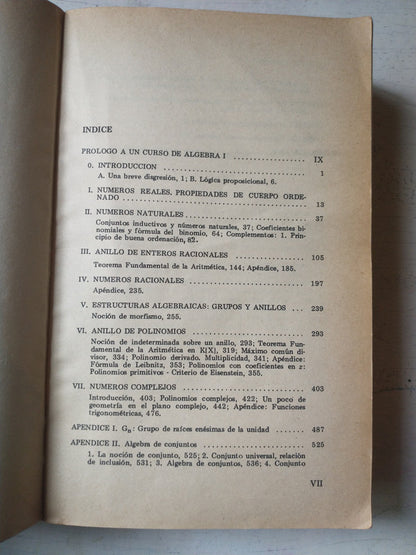 INDICE
PROLOGO A UN CURSO DE ALGEBRA I IX
0. INTRODUCCION 1
A. Una breve disgresión, 1; B. Lógica proposicional, 6.
I. NUMEROS REALES. PROPIEDADES DE CUERPO ORDE-
NADO 13
II. NUMEROS NATURALES 37
Conjuntos inductivos y números naturales, 37; Coeficientes bi-
nomiales y fórmula del binomio, 64; Complementos: 1. Prin-
cipio de buena ordenación, 82.
III. ANILLO DE ENTEROS RACIONALES 105
Teorema Fundamental de la Aritmética, 144; Apéndice, 185.
IV. NUMEROS RACIONALES 197
Apéndice, 235.
V. ESTRUCTURAS ALGEBRAICAS: GRUPOS Y ANILLOS 239
Noción de morfismo, 255.
VI. ANILLO DE POLINOMIOS 293
Noción de indeterminada sobre un anillo, 293; Teorema Fun-
damental de la Aritmética en K[X], 319; Máximo común di-
visor, 334; Polinomio derivado. Multiplicidad, 341; Apéndice:
Fórmula de Leibnitz, 353; Polinomios con coeficientes en z:
Polinomios primitivos - Criterio de Eisenstein, 355.
VII. NUMEROS COMPLEJOS 403
Introducción, 403; Polinomios complejos, 422; Un poco de
geometría en el plano complejo, 442; Apéndice: Funciones
trigonométricas, 476.
APENDICE I. Gn: Grupo de raíces enésimas de la unidad 487
APENDICE II. Algebra de conjuntos 525
1. La noción de conjunto, 525; 2. Conjunto universal, relación
de inclusión, 531; 3. Algebra de conjuntos, 536; 4. Conjunto
VII